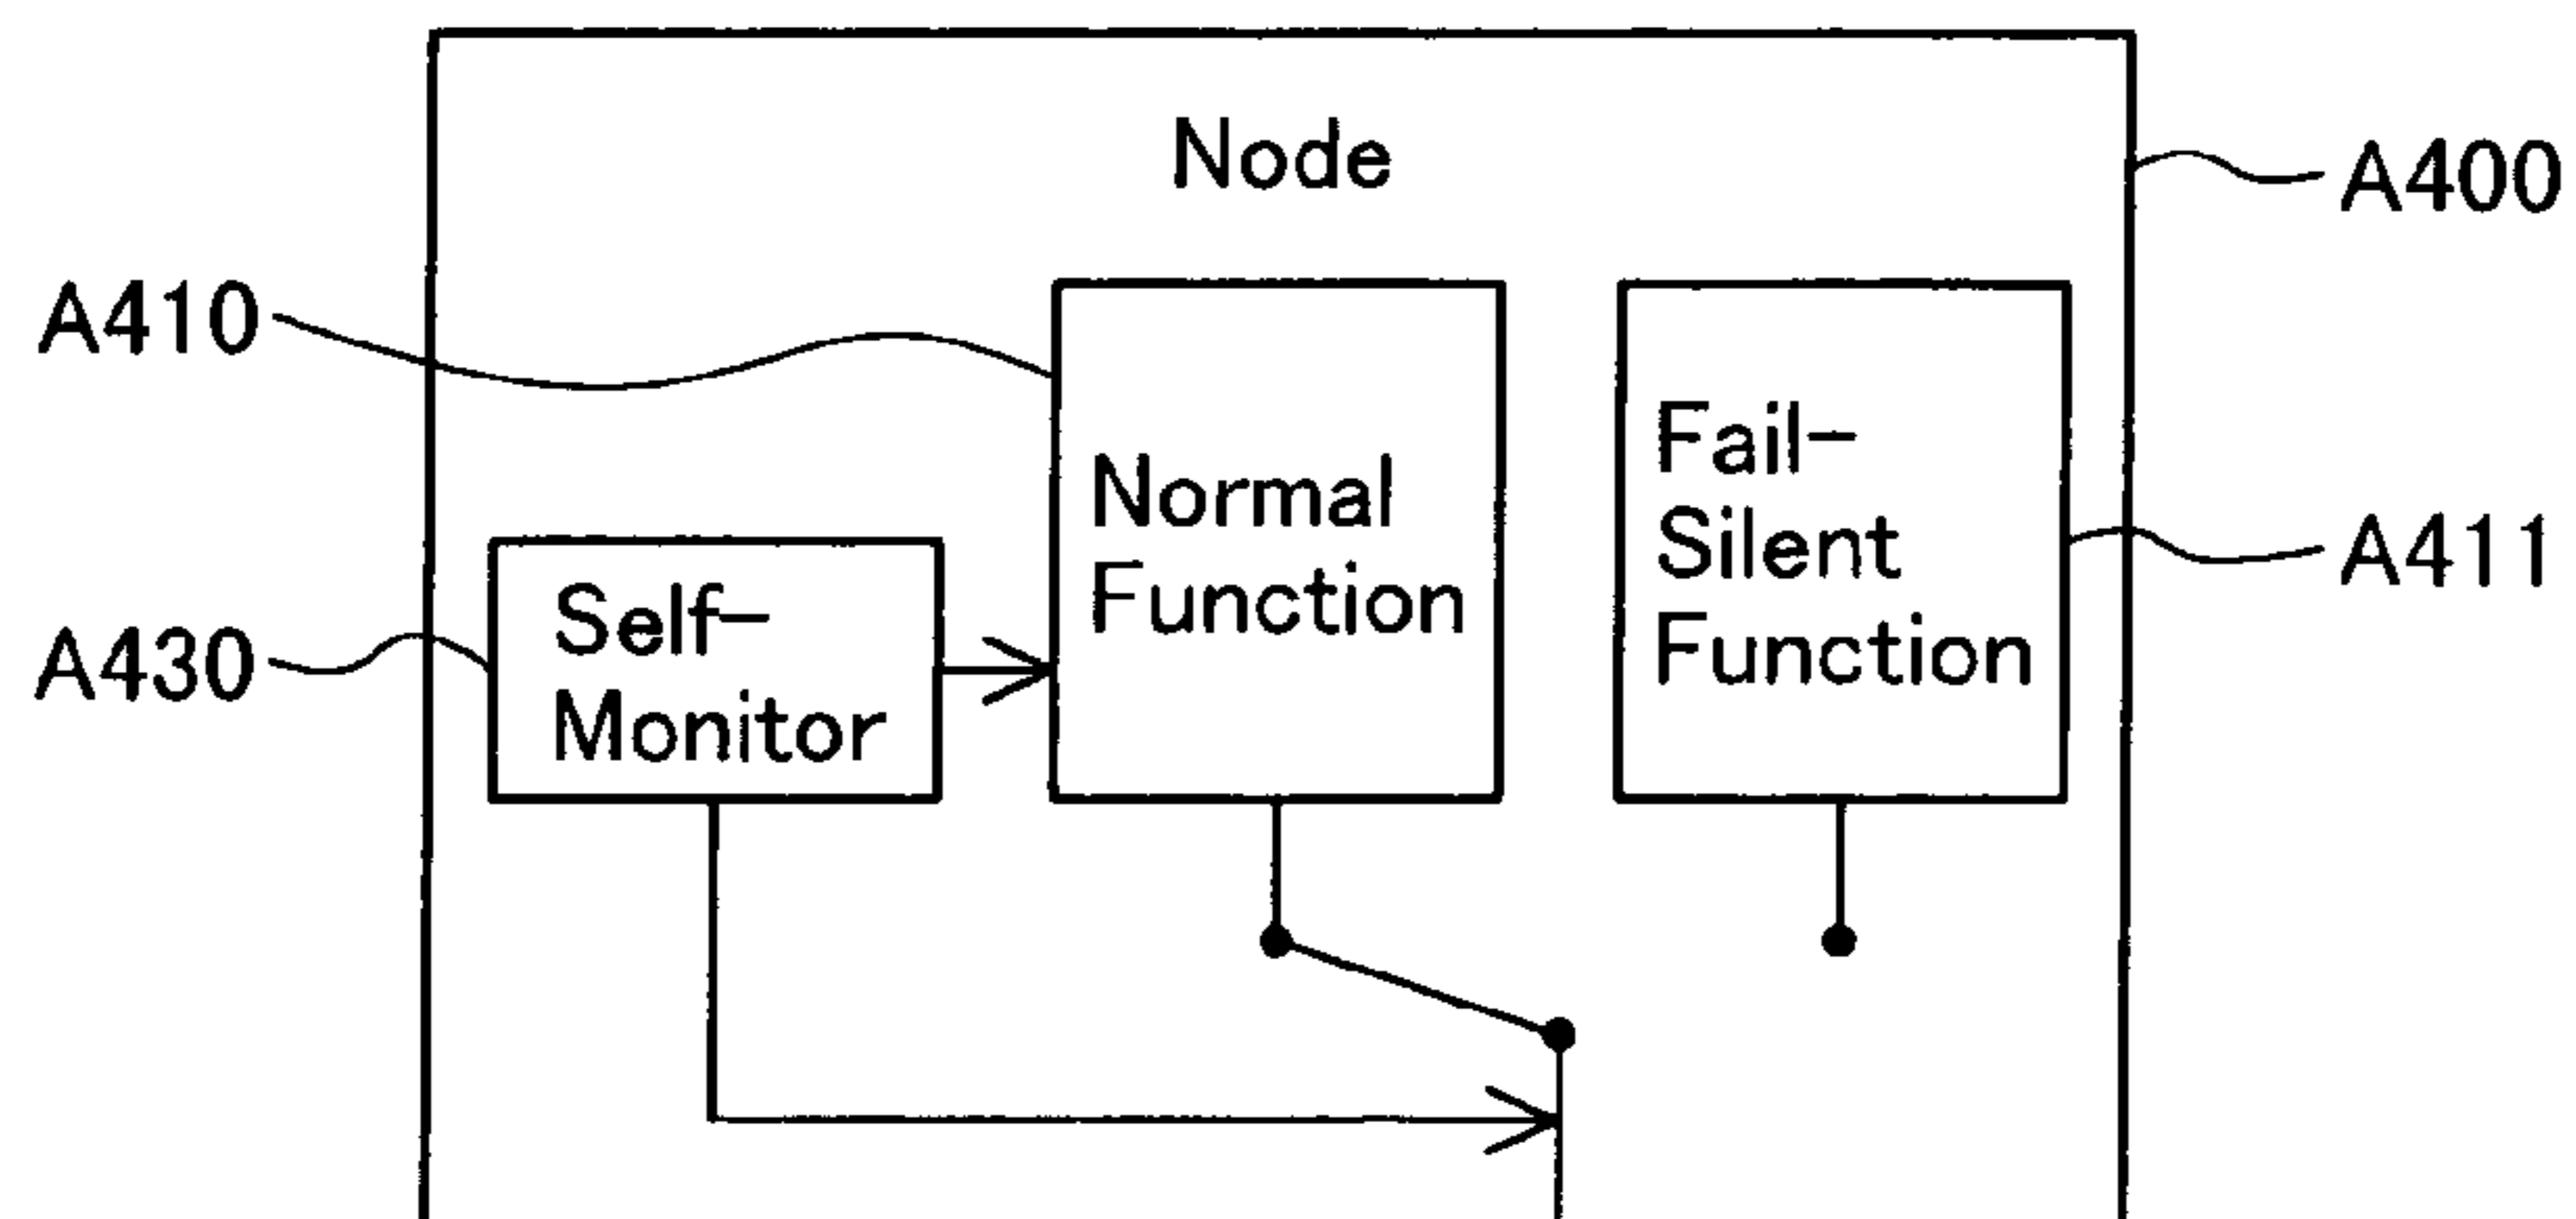 Node
A400
A410
Normal
Function
Fail-
Silent
Function
A411
Self-
Monitor
A430